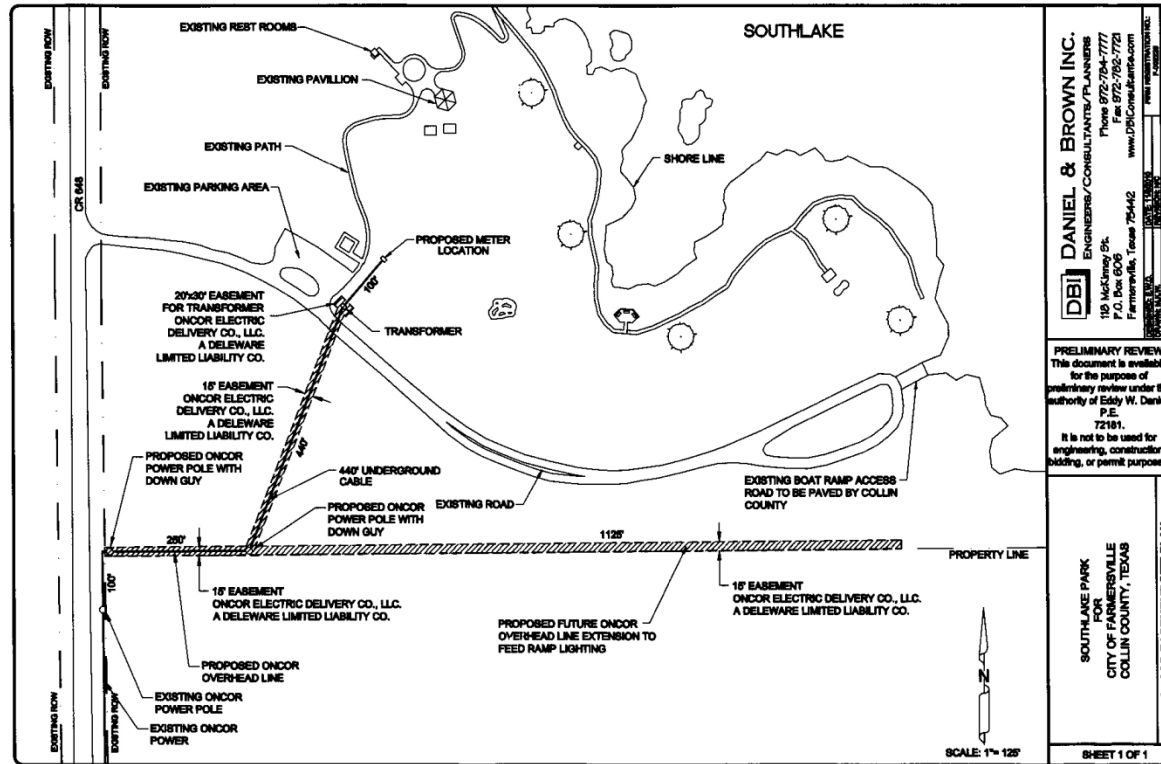 SOUTHLAKE
EXISTING ROW
EXISTING ROW
CR 648
EXISTING REST ROOMS
EXISTING PAVILLION
EXISTING PATH
EXISTING PARKING AREA
SHORE LINE
PROPOSED METER
LOCATION
100'
20'x30' EASEMENT
FOR TRANSFORMER
ONCOR ELECTRIC
DELIVERY CO., LLC.
A DELEWARE
LIMITED LIABILITY CO.
TRANSFORMER
15' EASEMENT
ONCOR ELECTRIC
DELIVERY CO., LLC.
A DELEWARE
LIMITED LIABILITY CO.
440'
PROPOSED ONCOR
POWER POLE WITH
DOWN GUY
440' UNDERGROUND
CABLE
EXISTING ROAD
EXISTING BOAT RAMP ACCESS
ROAD TO BE PAVED BY COLLIN
COUNTY
PROPOSED ONCOR
POWER POLE WITH
DOWN GUY
1125'
PROPERTY LINE
100'
15' EASEMENT
ONCOR ELECTRIC DELIVERY CO., LLC.
A DELEWARE LIMITED LIABILITY CO.
15' EASEMENT
ONCOR ELECTRIC DELIVERY CO., LLC.
A DELEWARE LIMITED LIABILITY CO.
PROPOSED FUTURE ONCOR
OVERHEAD LINE EXTENSION TO
FEED RAMP LIGHTING
PROPOSED ONCOR
OVERHEAD LINE
EXISTING ONCOR
POWER POLE
EXISTING ONCOR
POWER
EXISTING ROW
EXISTING ROW
N
SCALE: 1"= 125'
DBI
DANIEL & BROWN INC.
ENGINEERS/CONSULTANTS/PLANNERS
118 McKinney St. Phone 972-784-7777
P.O. Box 606 Fax 972-782-7721
Farmersville, Texas 75442 www.DBIConsultants.com
PRELIMINARY REVIEW
This document is availabl
for the purpose of
preliminary review under t
authority of Eddy W. Dani
P.E.
72181.
It is not to be used for
engineering, construction
bidding, or permit purpose
SOUTHLAKE PARK
FOR
CITY OF FARMERSVILLE
COLLIN COUNTY, TEXAS
SHEET 1 OF 1